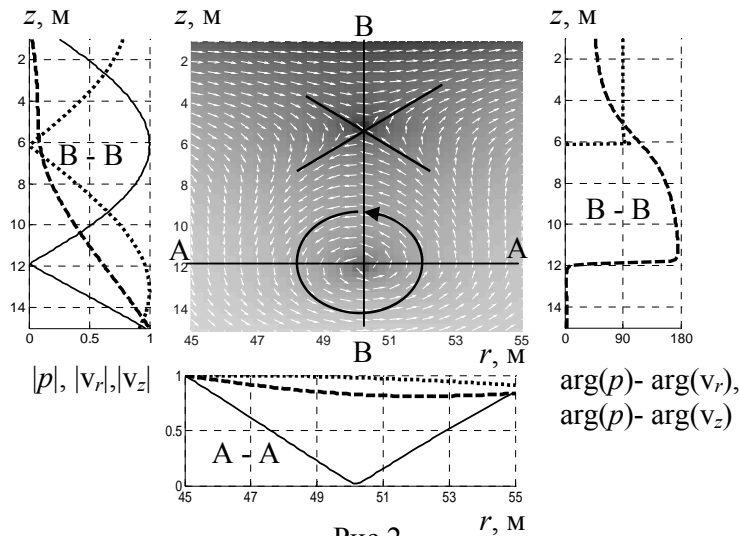 z, м
B
z, м
z, м
2
4
6
8
10
12
14
B - B
0
0.5
1
|p|, |v_r|,|v_z|
2
4
6
8
10
12
14
A
A
45
47
49
51
53
55
B
r, м
2
4
6
8
10
12
14
B - B
0
90
180
arg(p)- arg(v_r),
arg(p)- arg(v_z)
1
0.5
0
A - A
45
47
49
51
53
55
r, м